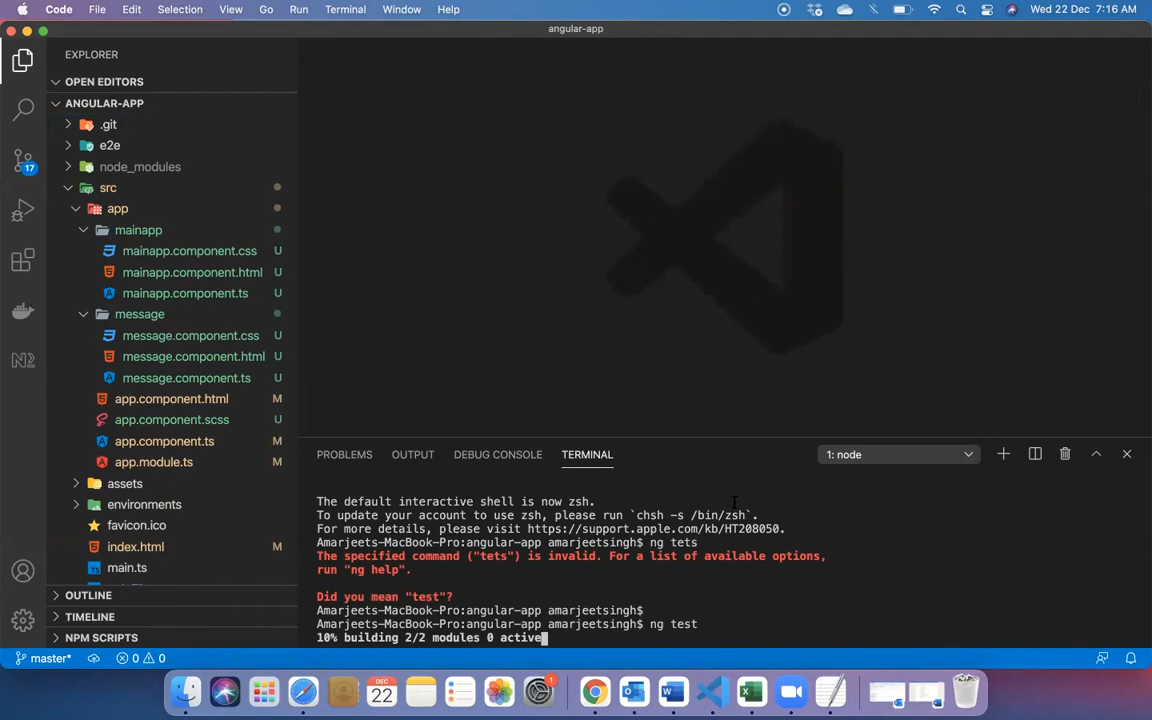 Code File Edit Selection View Go Run Terminal Window Help Wed 22 Dec 7:16 AM
angular-app
EXPLORER
OPEN EDITORS
ANGULAR-APP
.git
e2e
node_modules
17
src
app
mainapp
mainapp.component.css U
mainapp.component.html U
mainapp.component.ts U
message
message.component.css U
message.component.html U
message.component.ts U
app.component.html M
app.component.scss U
app.component.ts M
app.module.ts M
assets
environments
favicon.ico
index.html M
main.ts
OUTLINE
TIMELINE
NPM SCRIPTS
PROBLEMS OUTPUT DEBUG CONSOLE TERMINAL 1: node
The default interactive shell is now zsh.
To update your account to use zsh, please run `chsh -s /bin/zsh`.
For more details, please visit https://support.apple.com/kb/HT208050.
Amarjeets-MacBook-Pro:angular-app amarjeetsingh$ ng tets
The specified command ("tets") is invalid. For a list of available options,
run "ng help".
Did you mean "test"?
Amarjeets-MacBook-Pro:angular-app amarjeetsingh$
Amarjeets-MacBook-Pro:angular-app amarjeetsingh$ ng test
10% building 2/2 modules 0 active
master* 0 0
DEC
22
1